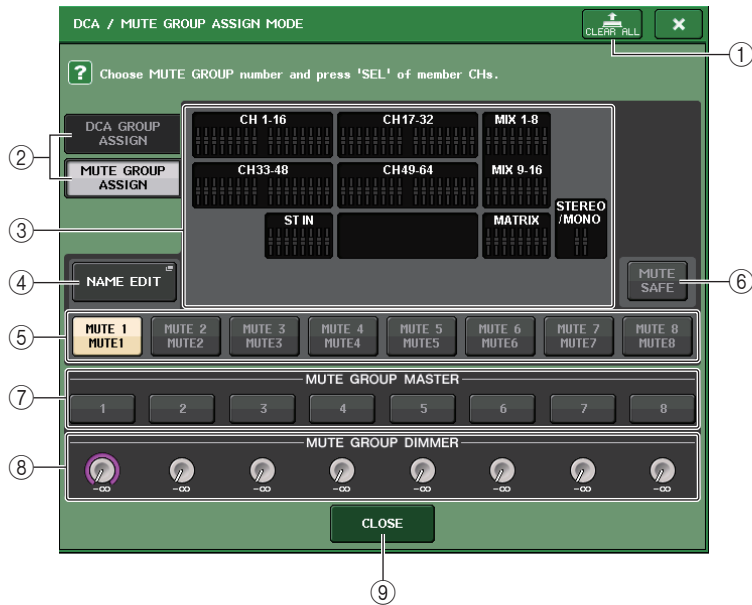 DCA / MUTE GROUP ASSIGN MODE
CLEAR ALL
×
①
? Choose MUTE GROUP number and press 'SEL' of member CHs.
②
DCA GROUP
ASSIGN
MUTE GROUP
ASSIGN
③
CH 1-16
CH17-32
MIX 1-8
CH33-48
CH49-64
MIX 9-16
ST IN
MATRIX
STEREO
/MONO
④
NAME EDIT
MUTE
SAFE
⑥
⑤
MUTE 1
MUTE1
MUTE 2
MUTE2
MUTE 3
MUTE3
MUTE 4
MUTE4
MUTE 5
MUTE5
MUTE 6
MUTE6
MUTE 7
MUTE7
MUTE 8
MUTE8
⑦
MUTE GROUP MASTER
1 2 3 4 5 6 7 8
⑧
MUTE GROUP DIMMER
-∞ -∞ -∞ -∞ -∞ -∞ -∞ -∞
CLOSE
⑨